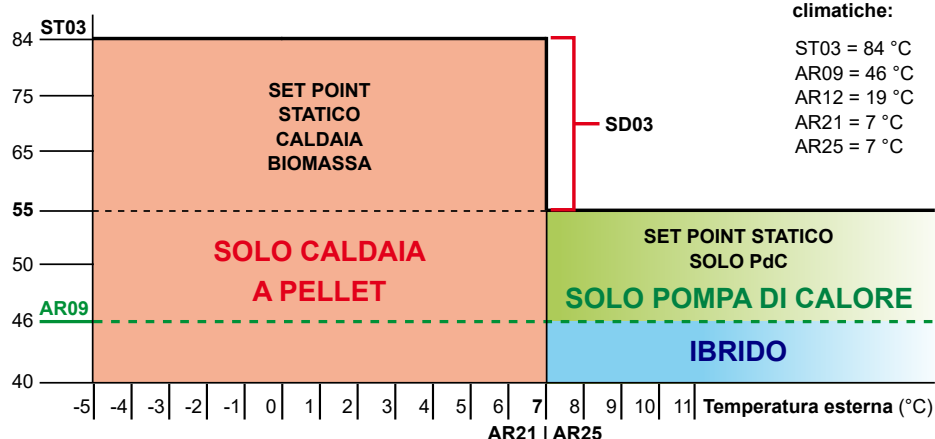 climatiche:
ST03 = 84 °C
AR09 = 46 °C
AR12 = 19 °C
AR21 = 7 °C
AR25 = 7 °C
ST03
84
75
65
55
50
AR09
46
40
SET POINT
STATICO
CALDAIA
BIOMASSA
SD03
SOLO CALDAIA
A PELLET
SET POINT STATICO
SOLO PdC
SOLO POMPA DI CALORE
IBRIDO
-5 -4 -3 -2 -1 0 1 2 3 4 5 6 7 8 9 10 11 Temperatura esterna (°C)
AR21 | AR25